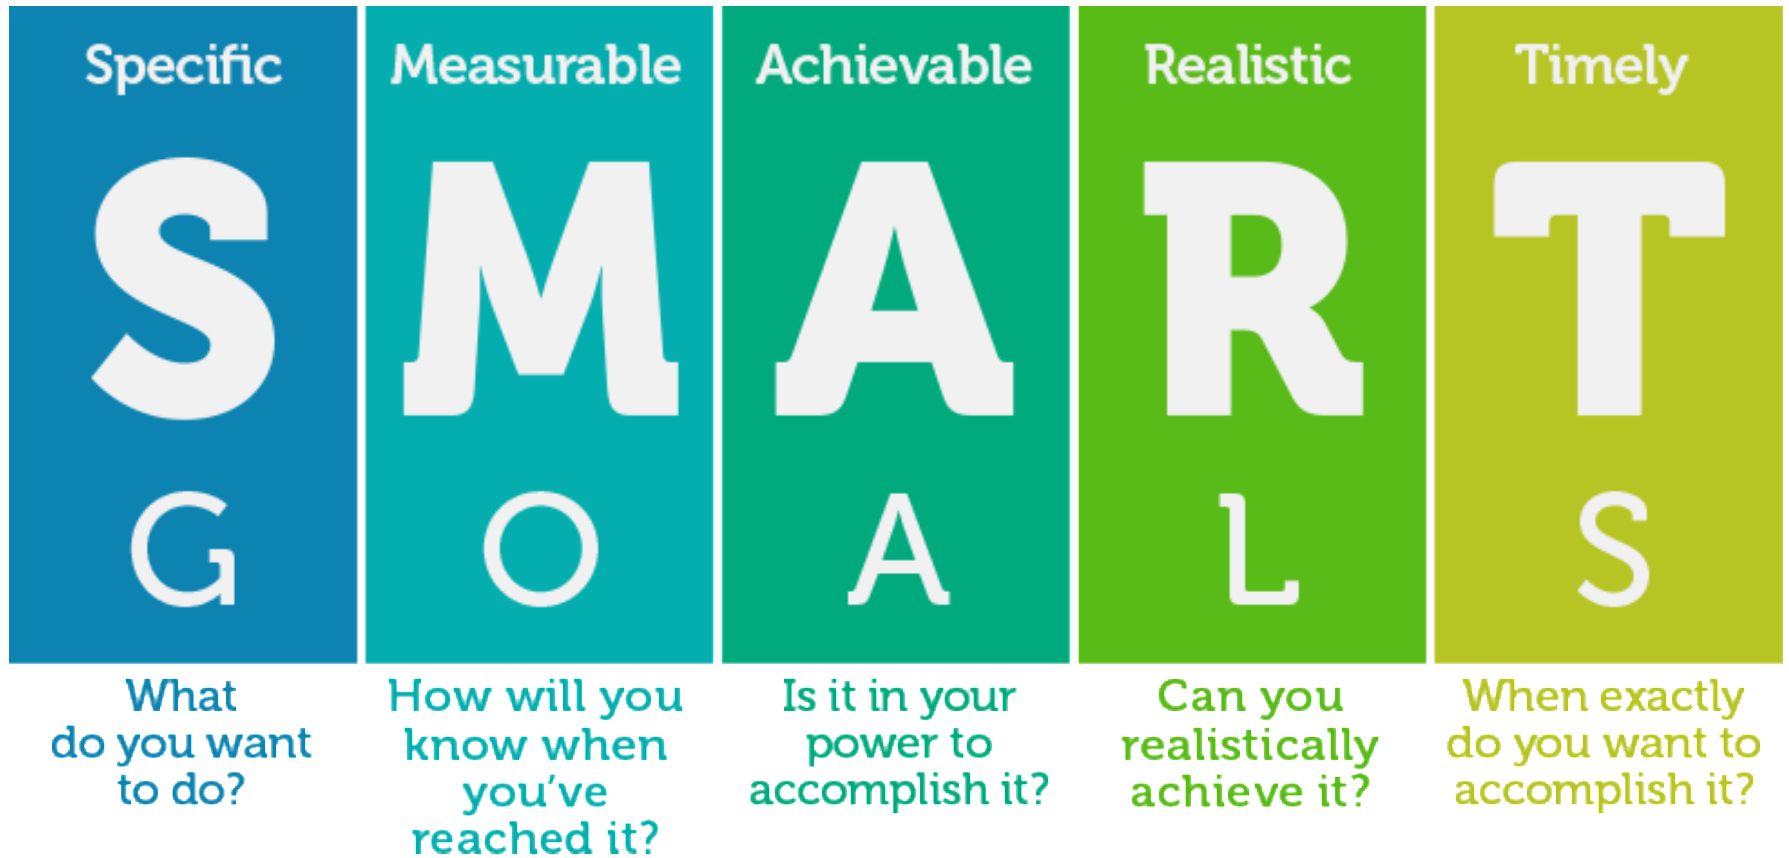 Specific
Measurable
Achievable
Realistic
Timely
S
M
A
R
T
G
O
A
L
S
What
do you want
to do?
How will you
know when
you've
reached it?
Is it in your
power to
accomplish it?
Can you
realistically
achieve it?
When exactly
do you want to
accomplish it?